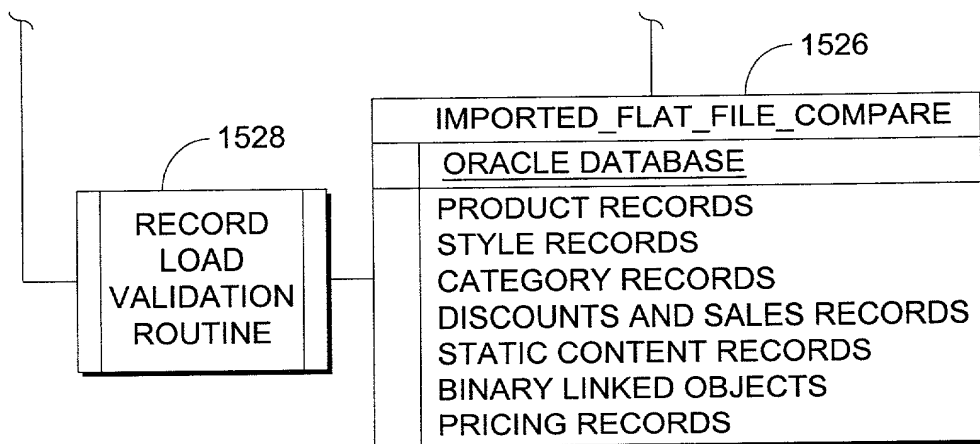 1526
IMPORTED_FLAT_FILE_COMPARE
1528
ORACLE DATABASE
RECORD
LOAD
VALIDATION
ROUTINE
PRODUCT RECORDS
STYLE RECORDS
CATEGORY RECORDS
DISCOUNTS AND SALES RECORDS
STATIC CONTENT RECORDS
BINARY LINKED OBJECTS
PRICING RECORDS